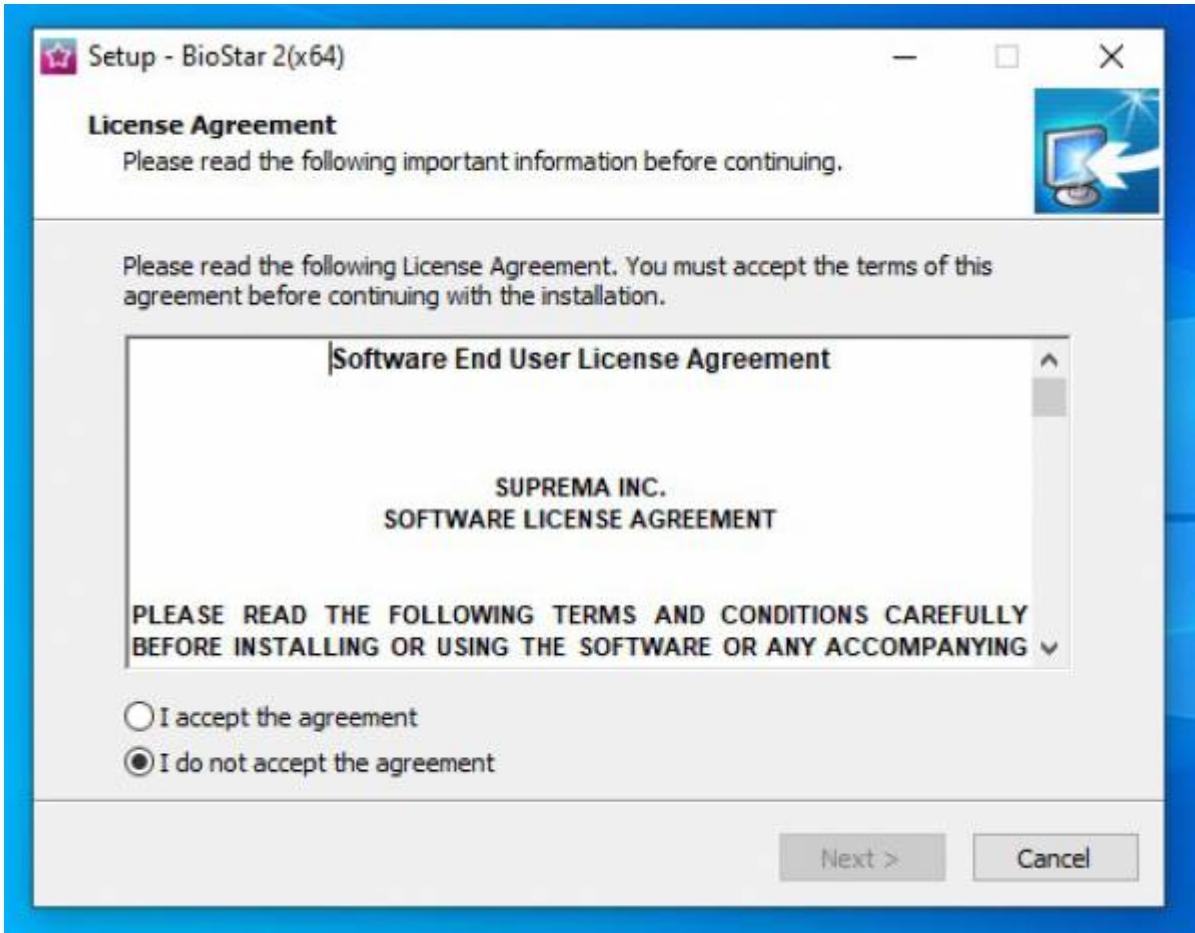 Setup - BioStar 2(x64)
License Agreement
Please read the following important information before continuing.
Please read the following License Agreement. You must accept the terms of this
agreement before continuing with the installation.
Software End User License Agreement
SUPREMA INC.
SOFTWARE LICENSE AGREEMENT
PLEASE READ THE FOLLOWING TERMS AND CONDITIONS CAREFULLY
BEFORE INSTALLING OR USING THE SOFTWARE OR ANY ACCOMPANYING
I accept the agreement
I do not accept the agreement
Next >
Cancel